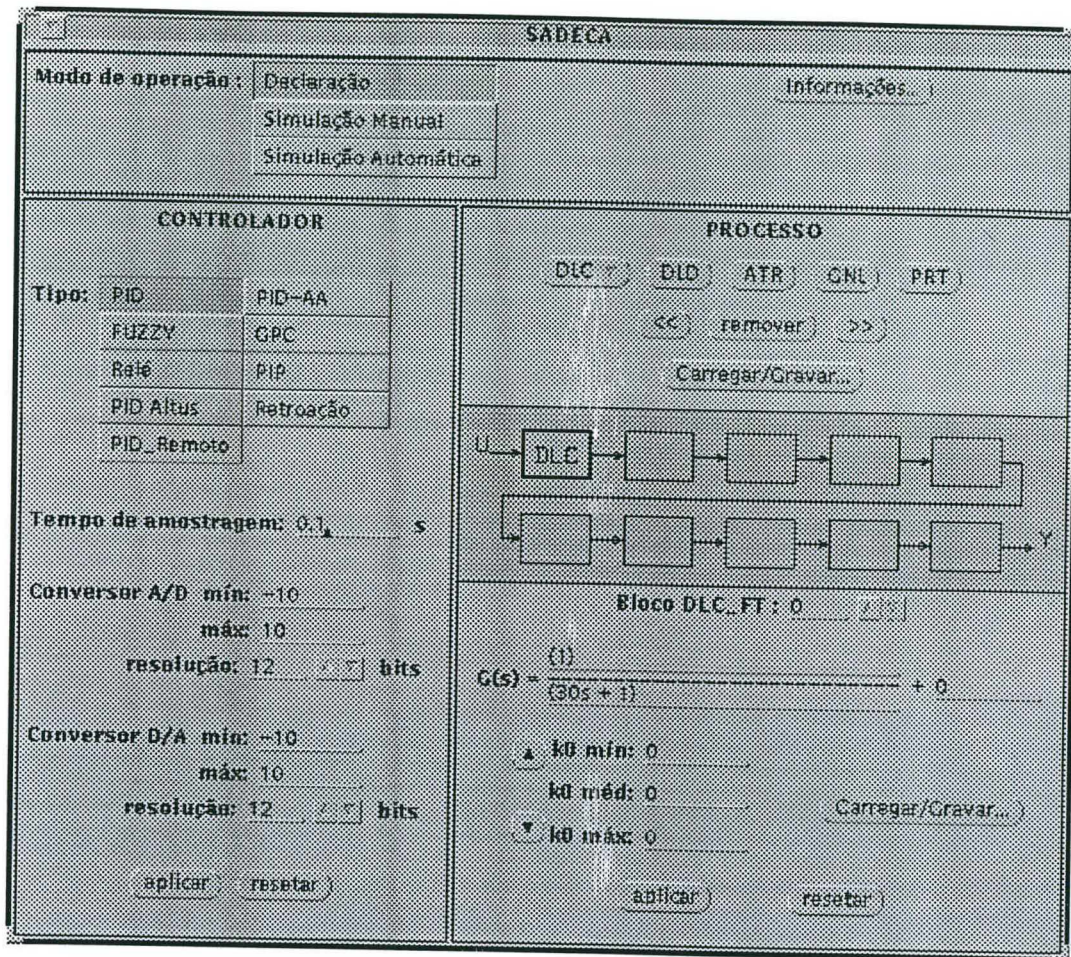 SADECA
Modo de operação : Declaração
Simulação Manual
Simulação Automática
Informações...
CONTROLADOR
Tipo: PID PID-AA
FUZZY GPC
Relé PIP
PID Altus Retroação
PID_Remoto
Tempo de amostragem: 0.1 s
Conversor A/D mín: -10
máx: 10
resolução: 12 bits
Conversor D/A mín: -10
máx: 10
resolução: 12 bits
aplicar resetar
PROCESSO
DLC DLD ATR GNL PRT
<< remover >>
Carregar/Gravar...
U DLC
Y
Bloco DLC_FT : 0
G(s) = (1) / (30s + 1) + 0
k0 mín: 0
k0 méd: 0
k0 máx: 0
Carregar/Gravar...
aplicar resetar